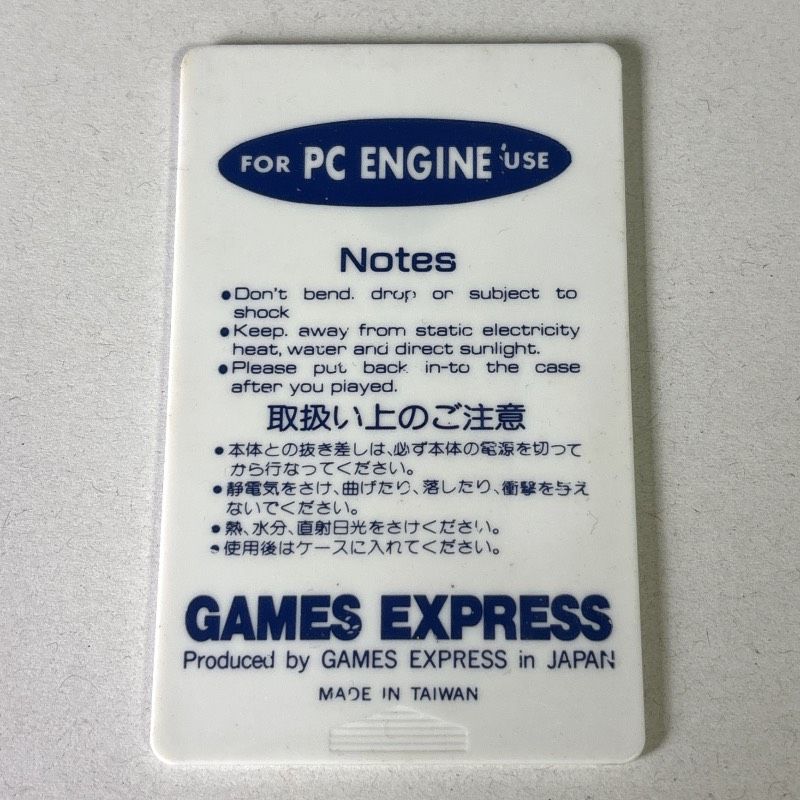 FOR PC ENGINE USE
Notes
●Don't bend. drop or subject to
shock
●Keep. away from static electricity
heat, water and direct sunlight.
●Please put back in-to the case
after you played.
取扱い上のご注意
●本体との抜き差しは、必ず本体の電源を切って
から行なってください。
●静電気をさけ、曲げたり、落したり、衝撃を与え
ないでください。
●熱、水分、直射日光をさけください。
●使用後はケースに入れてください。
GAMES EXPRESS
Produced by GAMES EXPRESS in JAPAN
MADE IN TAIWAN